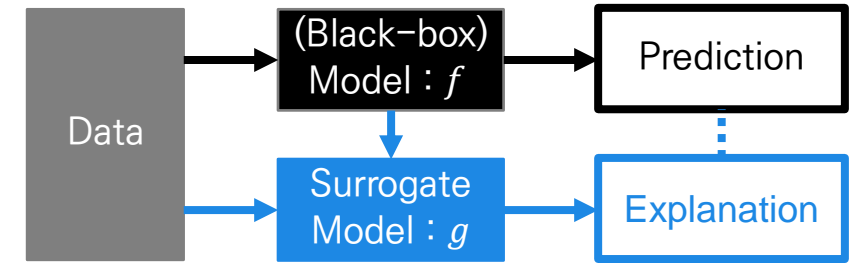 Data
(Black-box)
Model : f
Prediction
Surrogate
Model : g
Explanation